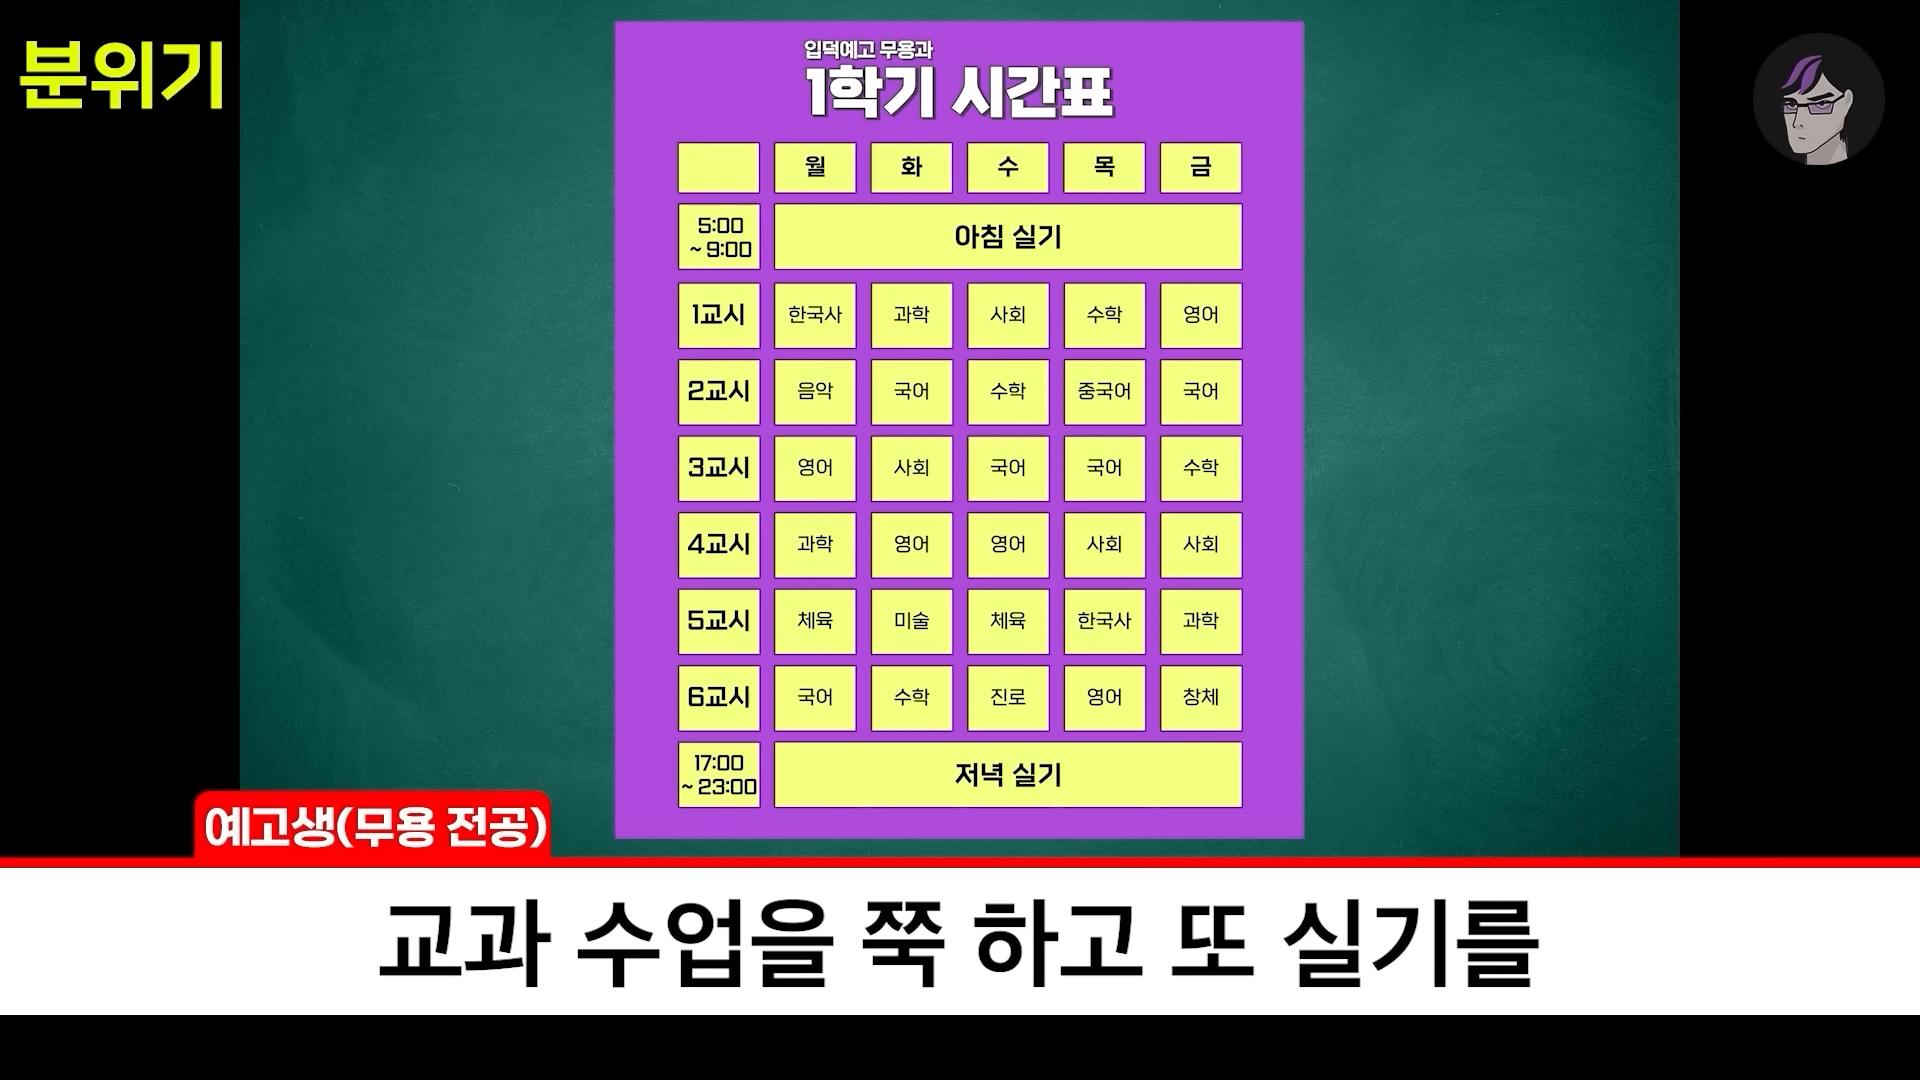 분위기
입덕예고 무용과
1학기 시간표
월 화 수 목 금
5:00
~ 9:00
아침 실기
1교시 한국사 과학 사회 수학 영어
2교시 음악 국어 수학 중국어 국어
3교시 영어 사회 국어 국어 수학
4교시 과학 영어 영어 사회 사회
5교시 체육 미술 체육 한국사 과학
6교시 국어 수학 진로 영어 창체
17:00
~ 23:00
저녁 실기
예고생(무용 전공)
교과 수업을 쭉 하고 또 실기를